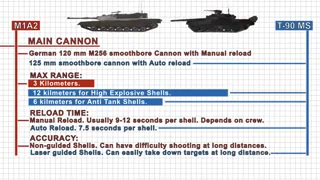 M1A2
T-90 MS
MAIN CANNON
German 120 mm M256 smoothbore Cannon with Manual reload
125 mm smoothbore cannon with Auto reload
MAX RANGE:
3 Kilometers.
12 kilmeters for High Explosive Shells.
6 kilometers for Anti Tank Shells.
RELOAD TIME:
Manual Reload. Usually 9-12 seconds per shell. Depends on crew.
Auto Reload. 7.5 seconds per shell.
ACCURACY:
Non-guided Shells. Can have difficulty shooting at long distances.
Laser guided Shells. Can easily take down targets at long distance.